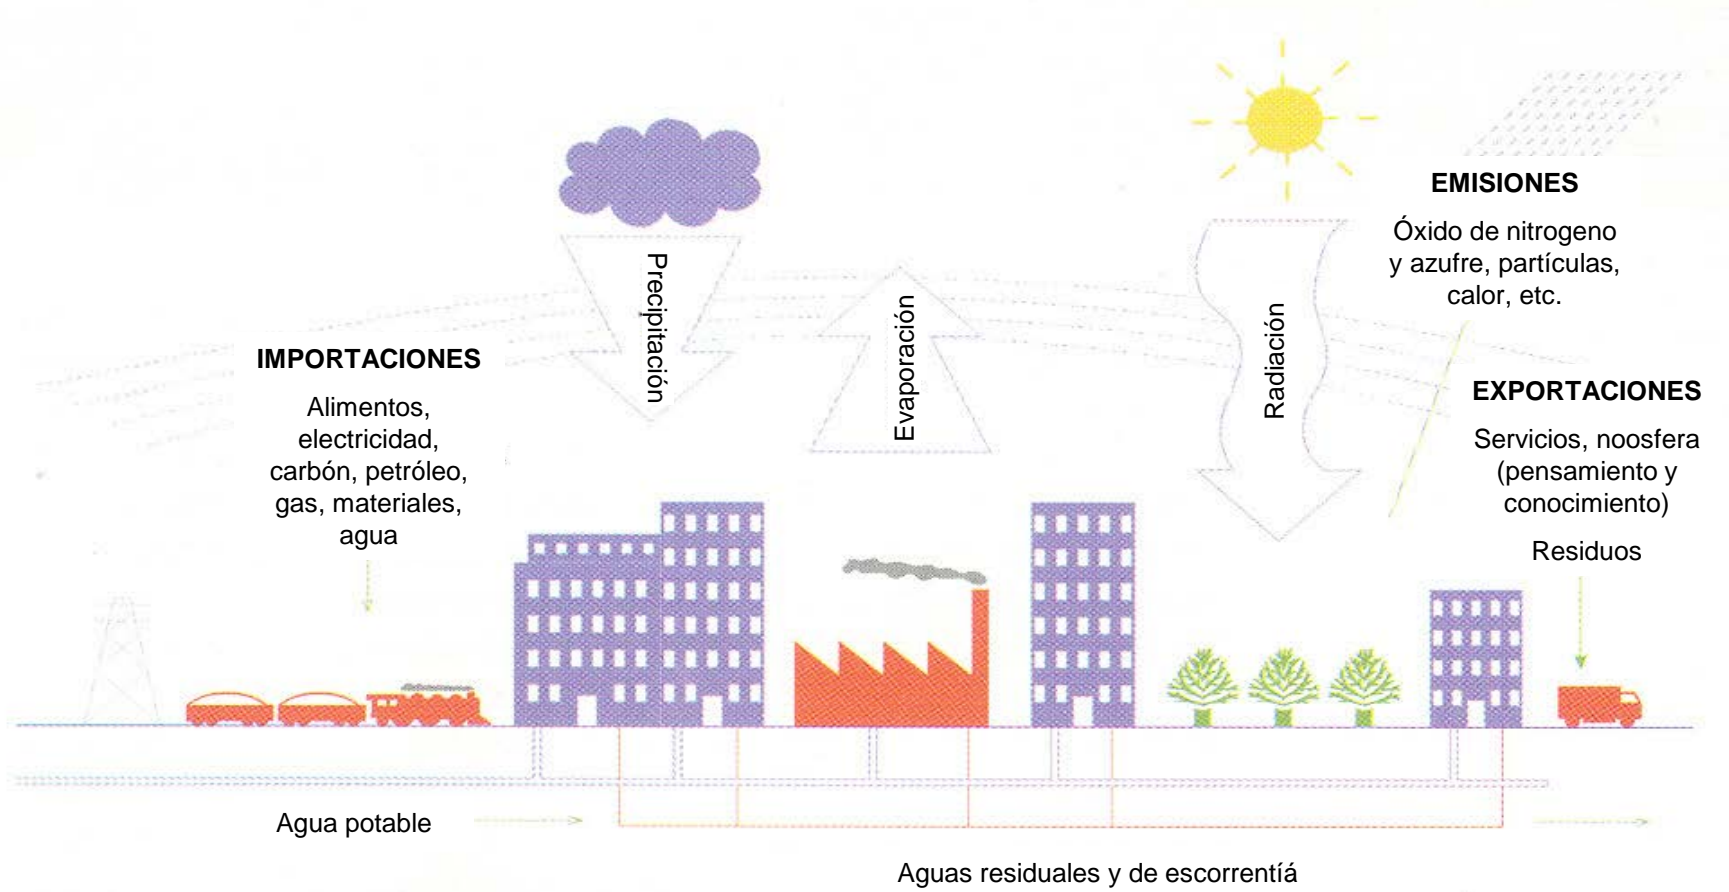 EMISIONES
Óxido de nitrogeno
y azufre, partículas,
calor, etc.
Precipitación
Evaporación
Radiación
IMPORTACIONES
Alimentos,
electricidad,
carbón, petróleo,
gas, materiales,
agua
EXPORTACIONES
Servicios, noosfera
(pensamiento y
conocimiento)
Residuos
Agua potable
Aguas residuales y de escorrentíá